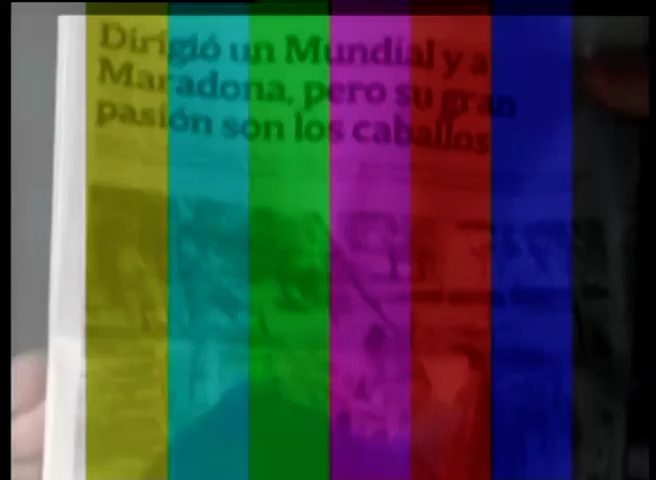 Dirigió un Mundial y a
Maradona, pero su gran
pasión son los caballos